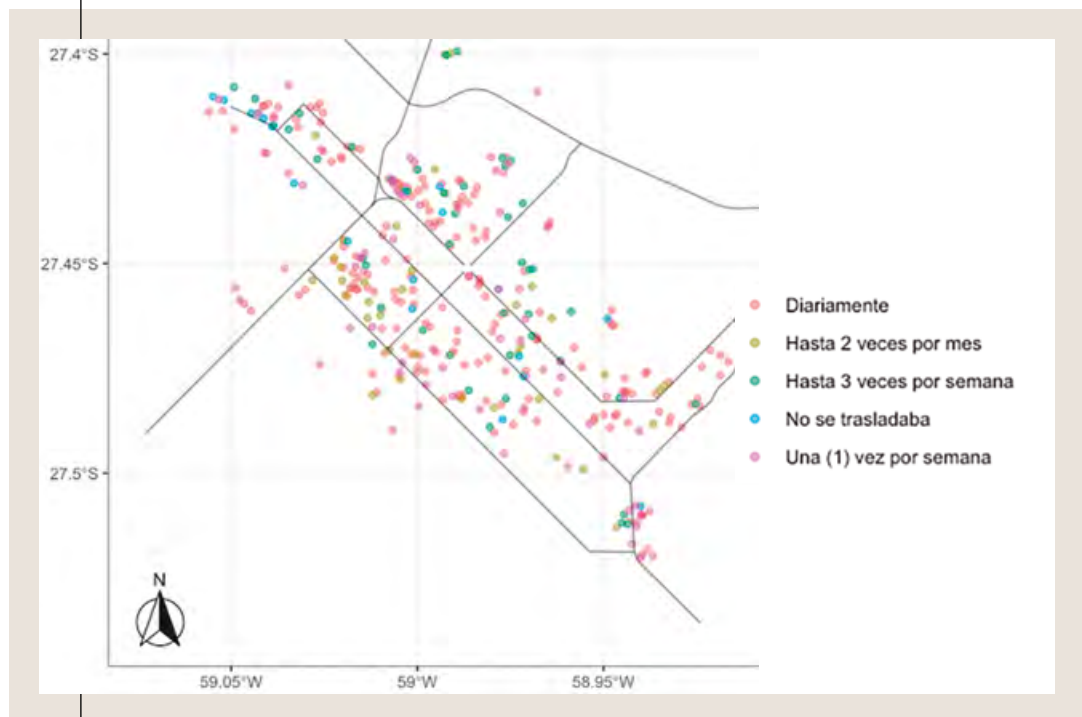 27.4°S
27.45°S
27.5°S
Diariamente
Hasta 2 veces por mes
Hasta 3 veces por semana
No se trasladaba
Una (1) vez por semana
N
59.05°W
59°W
58.95°W